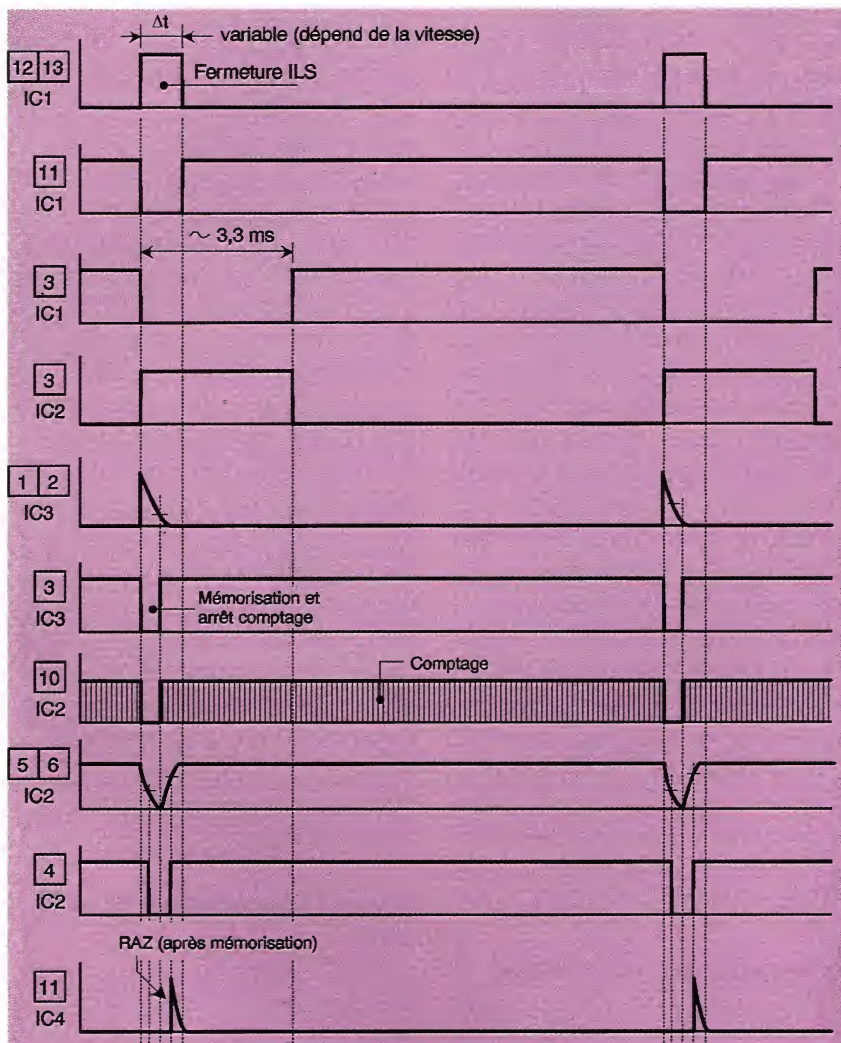 Δt
variable (dépend de la vitesse)
12 13
IC1
Fermeture ILS
11
IC1
~ 3,3 ms
3
IC1
3
IC2
1 2
IC3
3
IC3
Mémorisation et
arrêt comptage
Comptage
10
IC2
5 6
IC2
4
IC2
RAZ (après mémorisation)
11
IC4